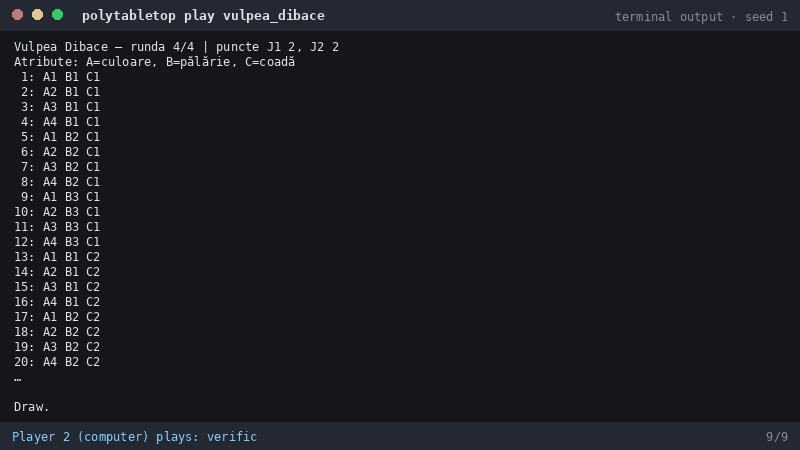 polytabletop play vulpea_dibace
terminal output · seed 1
Vulpea Dibace — runda 4/4 | puncte J1 2, J2 2
Atribute: A=culoare, B=pălărie, C=coadă
1: A1 B1 C1
2: A2 B1 C1
3: A3 B1 C1
4: A4 B1 C1
5: A1 B2 C1
6: A2 B2 C1
7: A3 B2 C1
8: A4 B2 C1
9: A1 B3 C1
10: A2 B3 C1
11: A3 B3 C1
12: A4 B3 C1
13: A1 B1 C2
14: A2 B1 C2
15: A3 B1 C2
16: A4 B1 C2
17: A1 B2 C2
18: A2 B2 C2
19: A3 B2 C2
20: A4 B2 C2
…
Draw.
Player 2 (computer) plays: verific
9/9